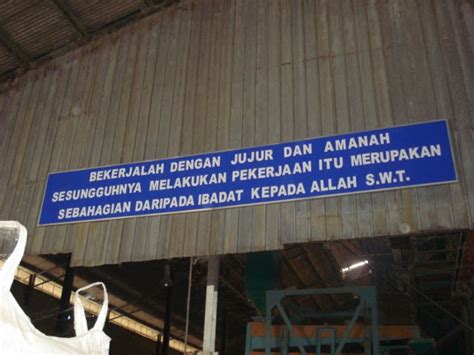 BEKERJALAH DENGAN JUJUR DAN AMANAH
SESUNGGUHNYA MELAKUKAN PEKERJAAN ITU MERUPAKAN
SEBAHAGIAN DARIPADA IBADAT KEPADA ALLAH S.W.T.